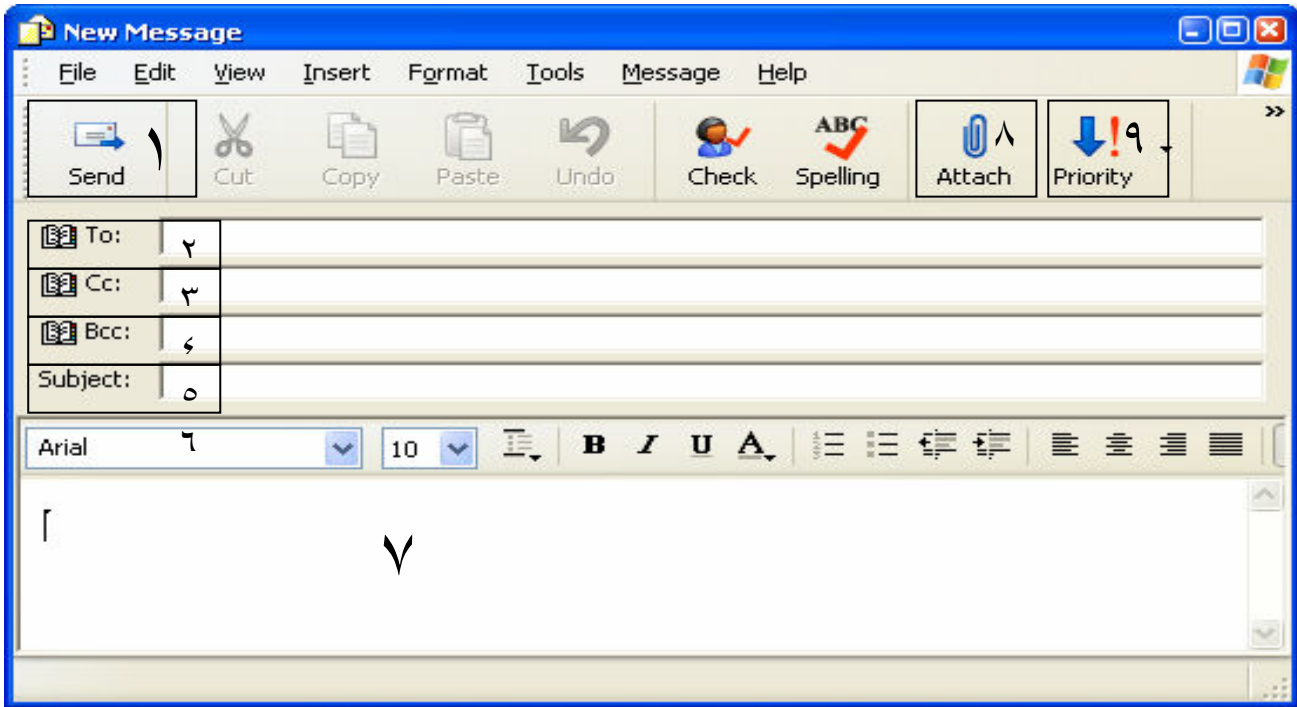 New Message
File Edit View Insert Format Tools Message Help
Send ١ Cut Copy Paste Undo Check ABC Spelling Attach ٨ Priority ٩ »
To: ٢
Cc: ٣
Bcc: ٤
Subject: ٥
Arial ٦ 10 B I U A
٧